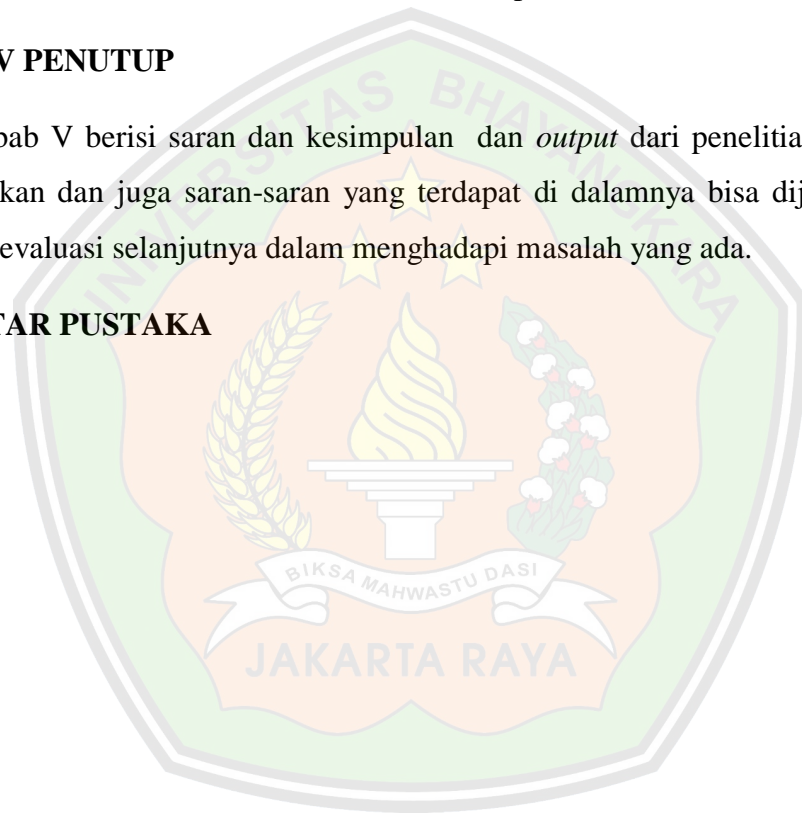 V PENUTUP
bab V berisi saran dan kesimpulan dan output dari penelitia
kan dan juga saran-saran yang terdapat di dalamnya bisa dij
evaluasi selanjutnya dalam menghadapi masalah yang ada.
TAR PUSTAKA
UNIVERSITAS BHAYANGKARA
BIKSA MAHWASTU DASI
JAKARTA RAYA